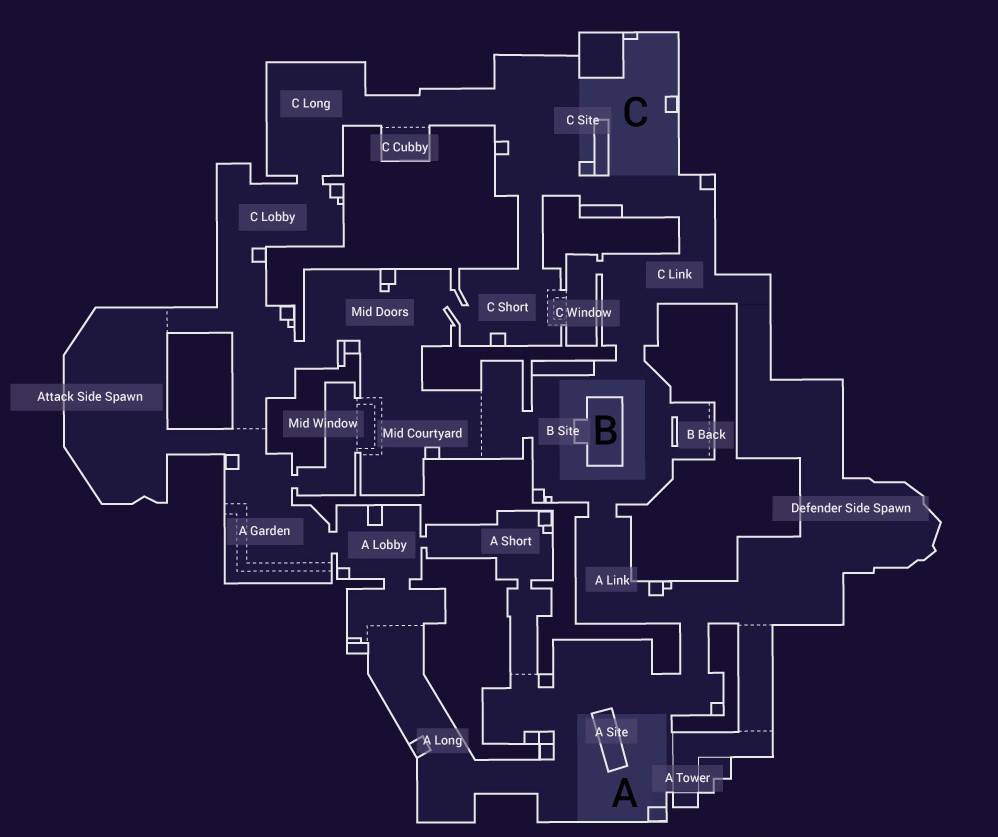 C Long
C Site
C
C Cubby
C Lobby
C Link
Mid Doors
C Short
C Window
Attack Side Spawn
Mid Window
Mid Courtyard
B Site
B
B Back
Defender Side Spawn
A Garden
A Lobby
A Short
A Link
A Long
A Site
A Tower
A